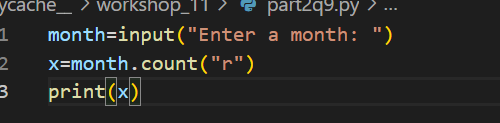 ycache__ > workshop_11 > part2q9.py > ...
1 month=input("Enter a month: ")
2 x=month.count("r")
3 print(x)